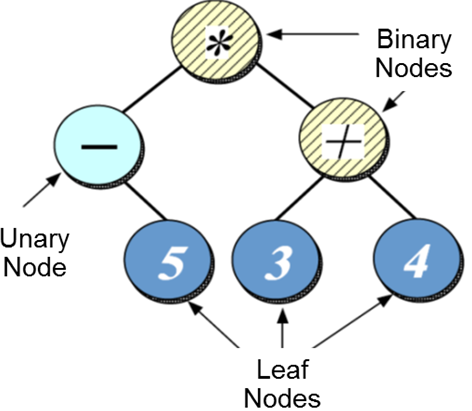 *
Binary
Nodes
−
+
Unary
Node
5
3
4
Leaf
Nodes